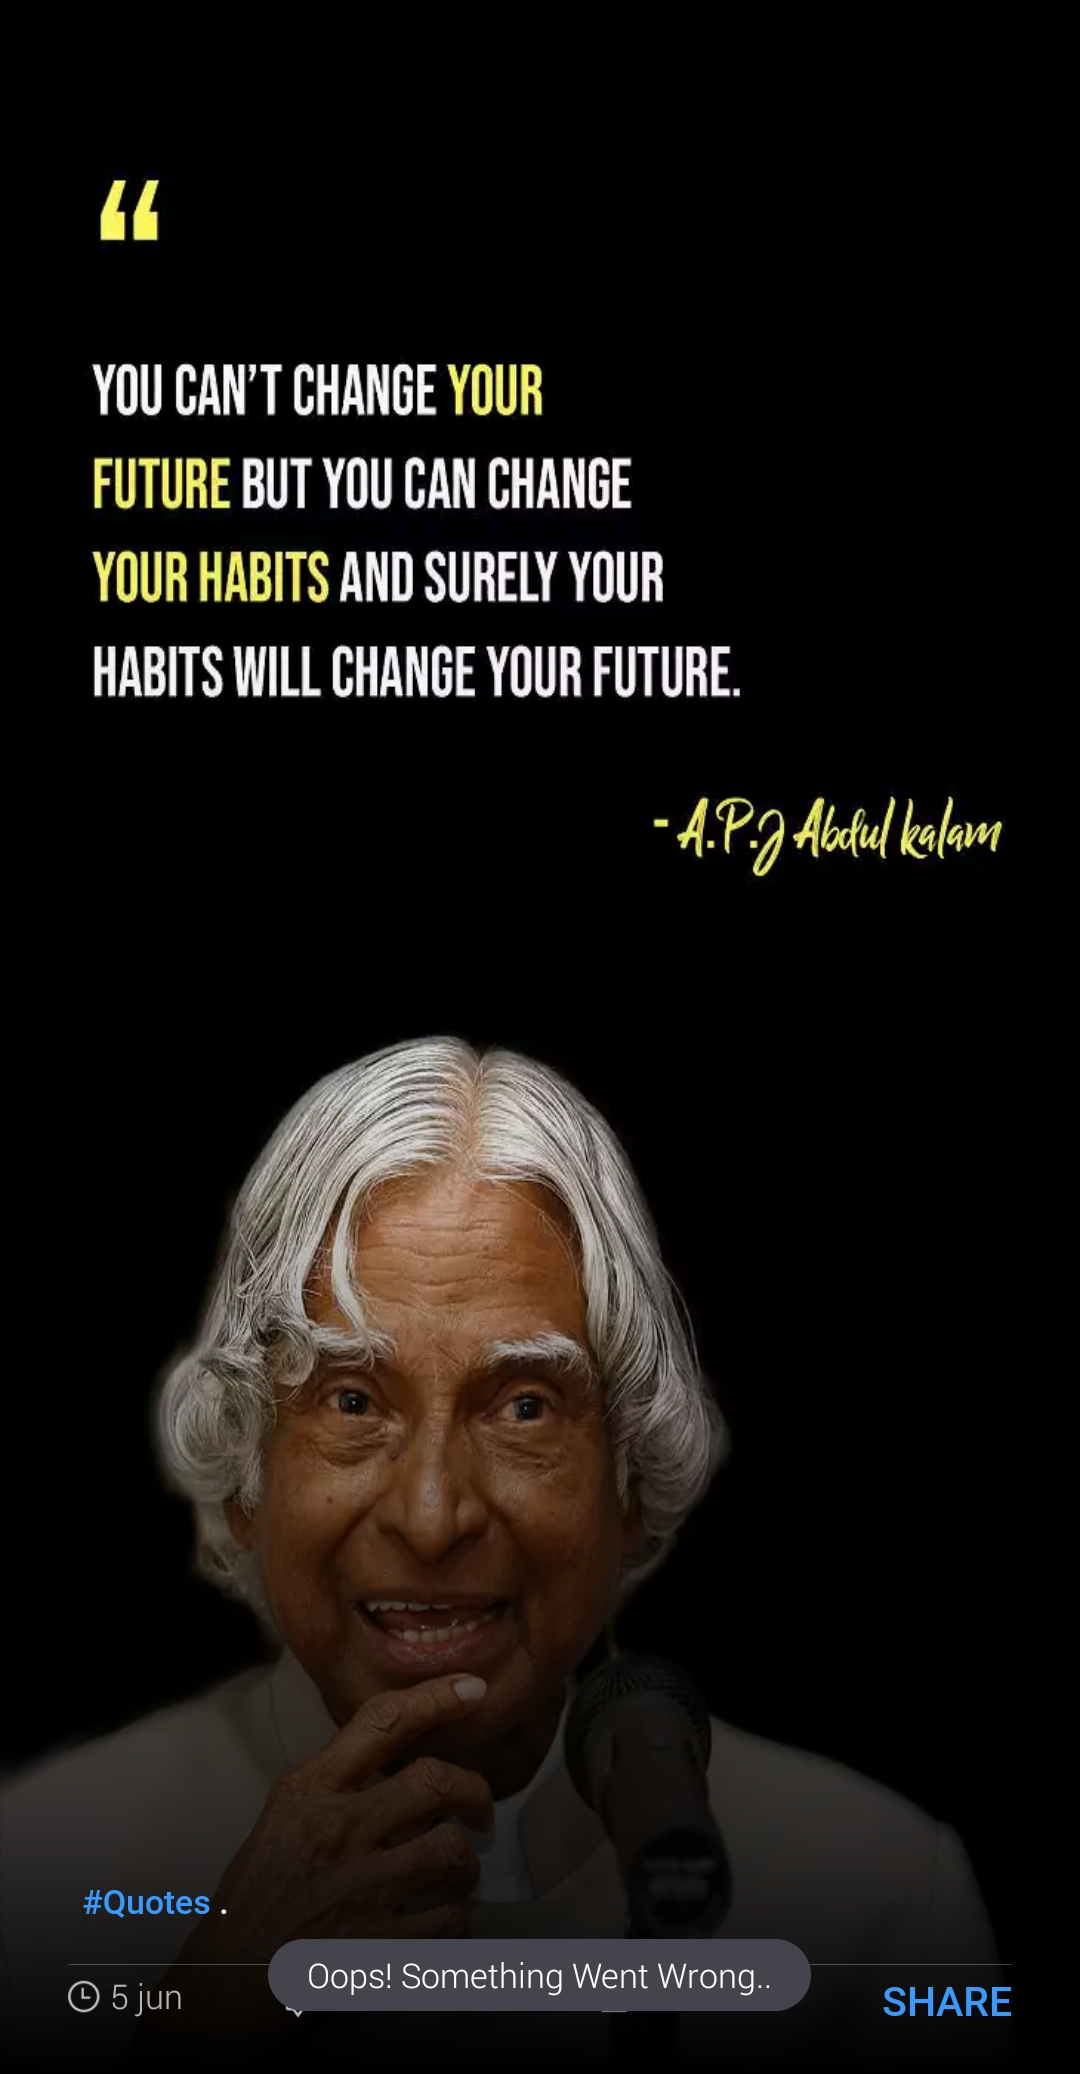 “
YOU CAN’T CHANGE YOUR
FUTURE BUT YOU CAN CHANGE
YOUR HABITS AND SURELY YOUR
HABITS WILL CHANGE YOUR FUTURE.
- A.P.J Abdul kalam
#Quotes .
Oops! Something Went Wrong..
5 jun
SHARE